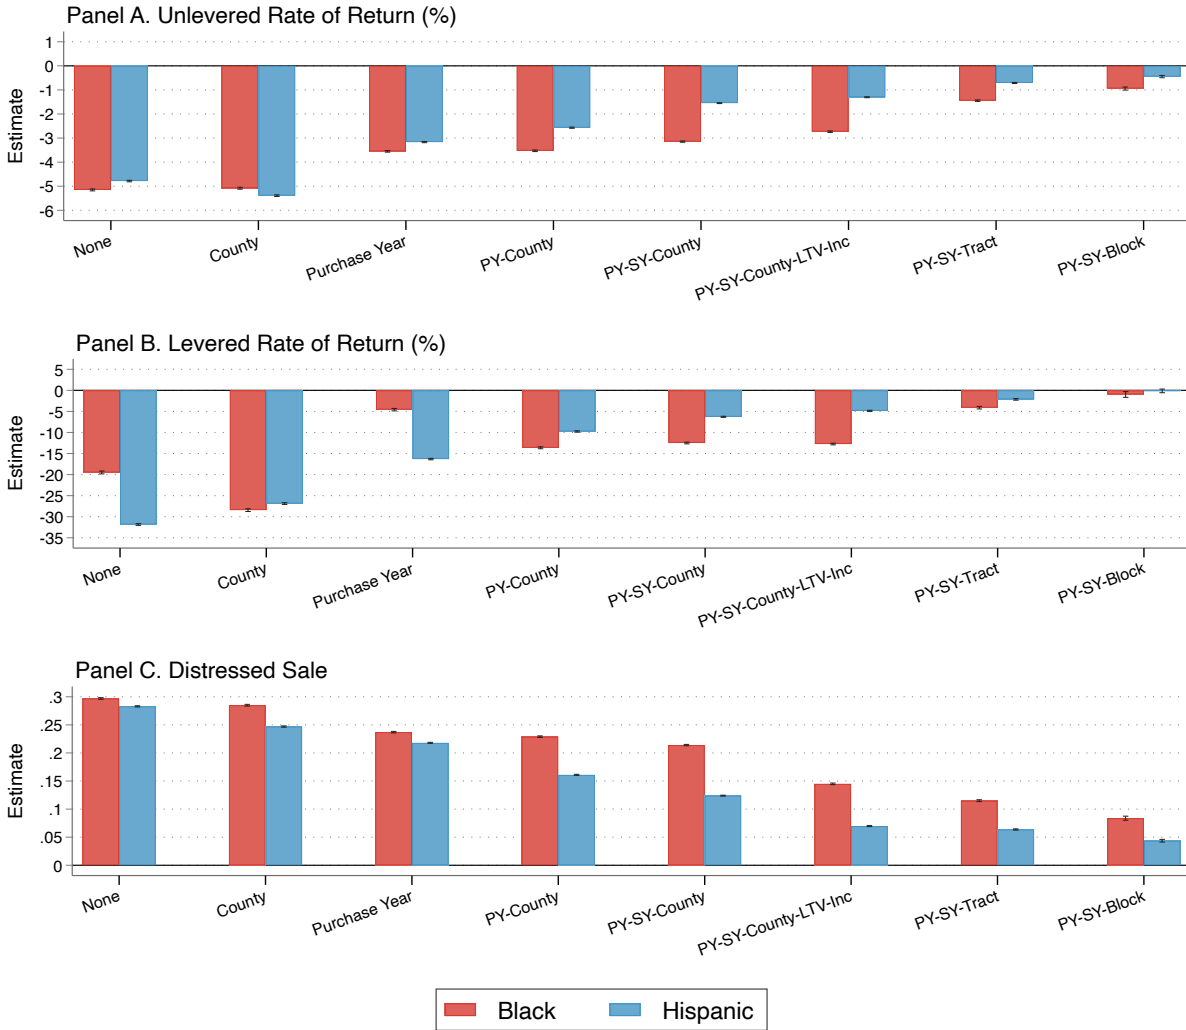 Panel A. Unlevered Rate of Return (%)
Estimate
1
0
-1
-2
-3
-4
-5
-6
None
County
Purchase Year
PY-County
PY-SY-County
PY-SY-County-LTV-Inc
PY-SY-Tract
PY-SY-Block
Panel B. Levered Rate of Return (%)
Estimate
5
0
-5
-10
-15
-20
-25
-30
-35
None
County
Purchase Year
PY-County
PY-SY-County
PY-SY-County-LTV-Inc
PY-SY-Tract
PY-SY-Block
Panel C. Distressed Sale
Estimate
.3
.25
.2
.15
.1
.05
0
None
County
Purchase Year
PY-County
PY-SY-County
PY-SY-County-LTV-Inc
PY-SY-Tract
PY-SY-Block
Black Hispanic